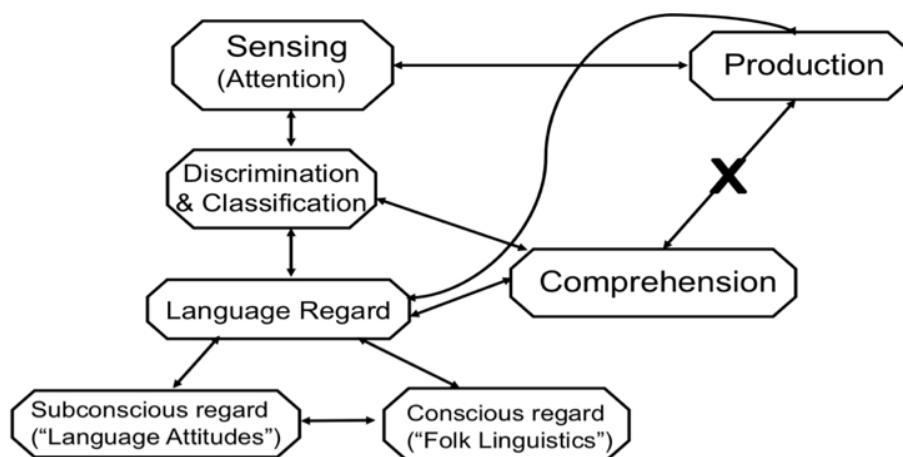 Sensing
(Attention)
Production
Discrimination
& Classification
X
Comprehension
Language Regard
Subconscious regard
(“Language Attitudes”)
Conscious regard
(“Folk Linguistics”)